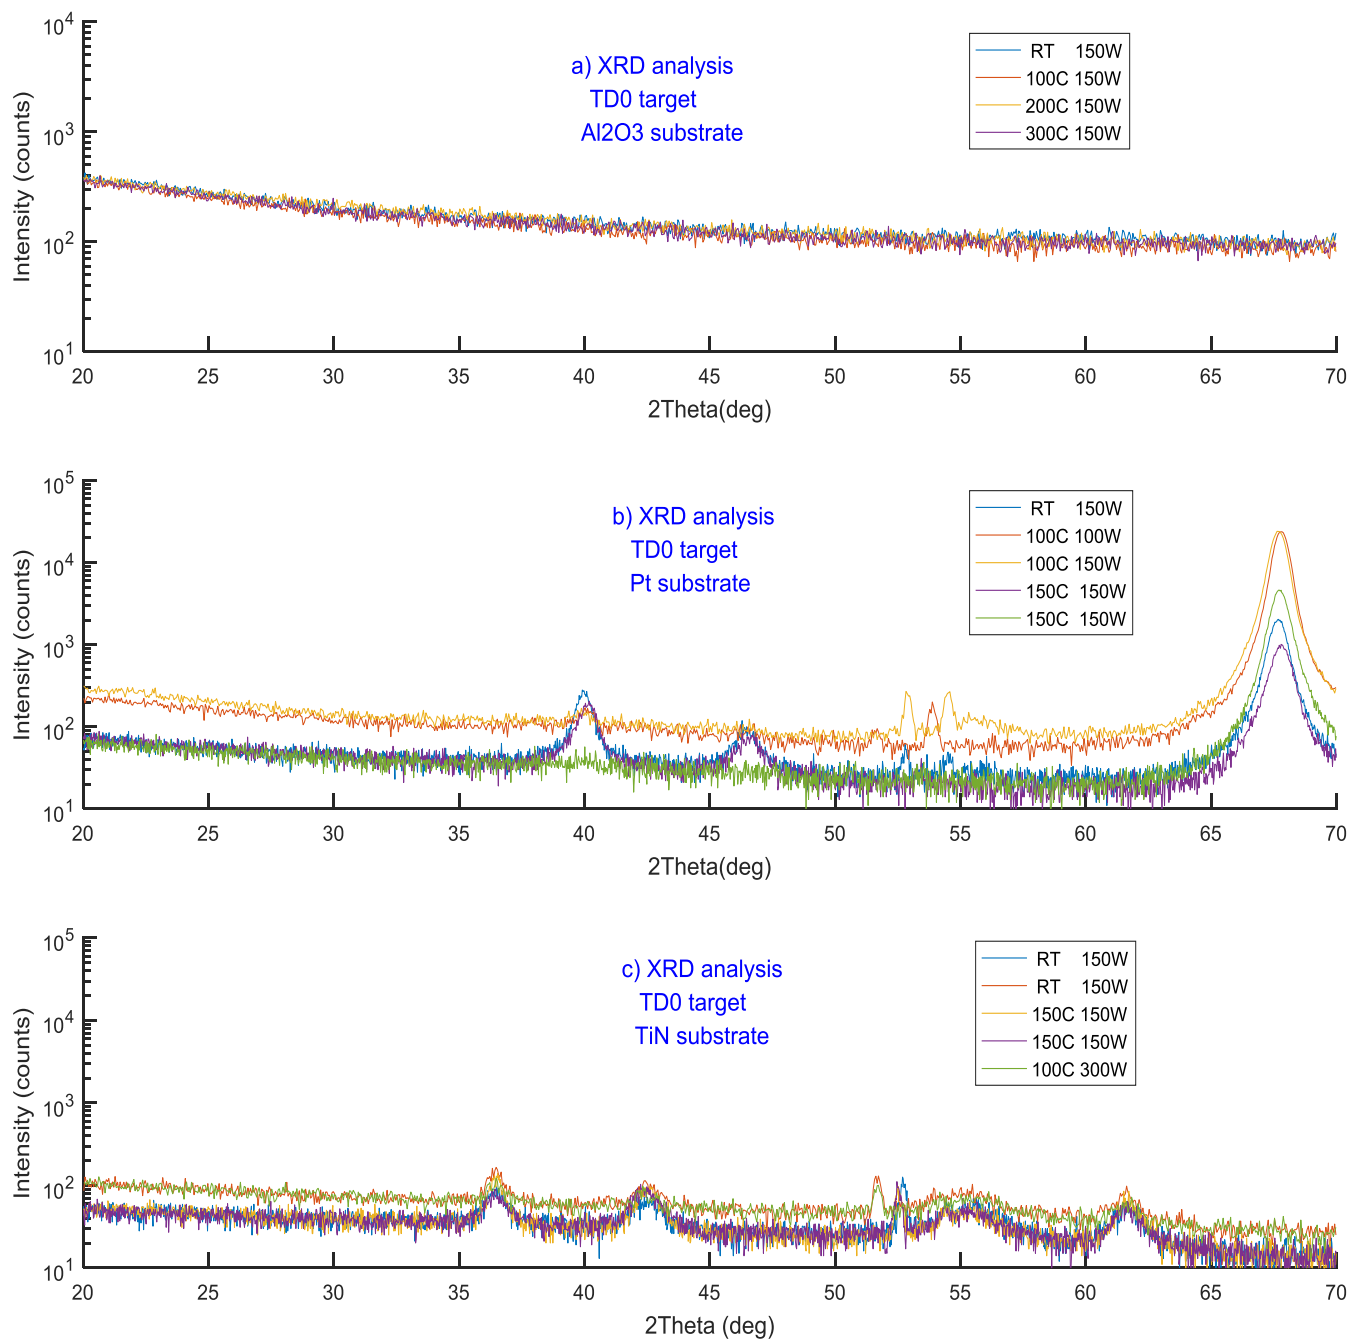 10^4
a) XRD analysis
TD0 target
Al2O3 substrate
RT 150W
100C 150W
200C 150W
300C 150W
10^3
10^2
10^1
Intensity (counts)
20 25 30 35 40 45 50 55 60 65 70
2Theta(deg)
10^5
b) XRD analysis
TD0 target
Pt substrate
RT 150W
100C 100W
100C 150W
150C 150W
150C 150W
10^4
10^3
10^2
10^1
Intensity (counts)
20 25 30 35 40 45 50 55 60 65 70
2Theta(deg)
10^5
c) XRD analysis
TD0 target
TiN substrate
RT 150W
RT 150W
150C 150W
150C 150W
100C 300W
10^4
10^3
10^2
10^1
Intensity (counts)
20 25 30 35 40 45 50 55 60 65 70
2Theta (deg)